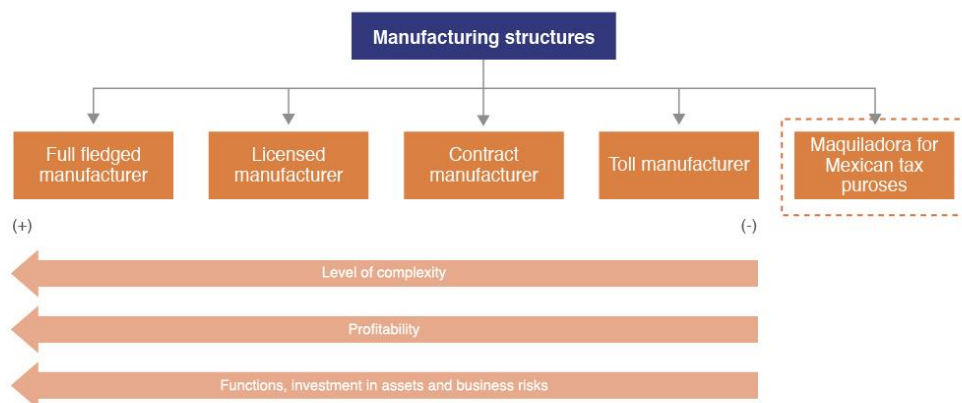 Manufacturing structures
Full fledged
manufacturer
Licensed
manufacturer
Contract
manufacturer
Toll manufacturer
Maquiladora for
Mexican tax
puroses
(+)
(-)
Level of complexity
Profitability
Functions, investment in assets and business risks